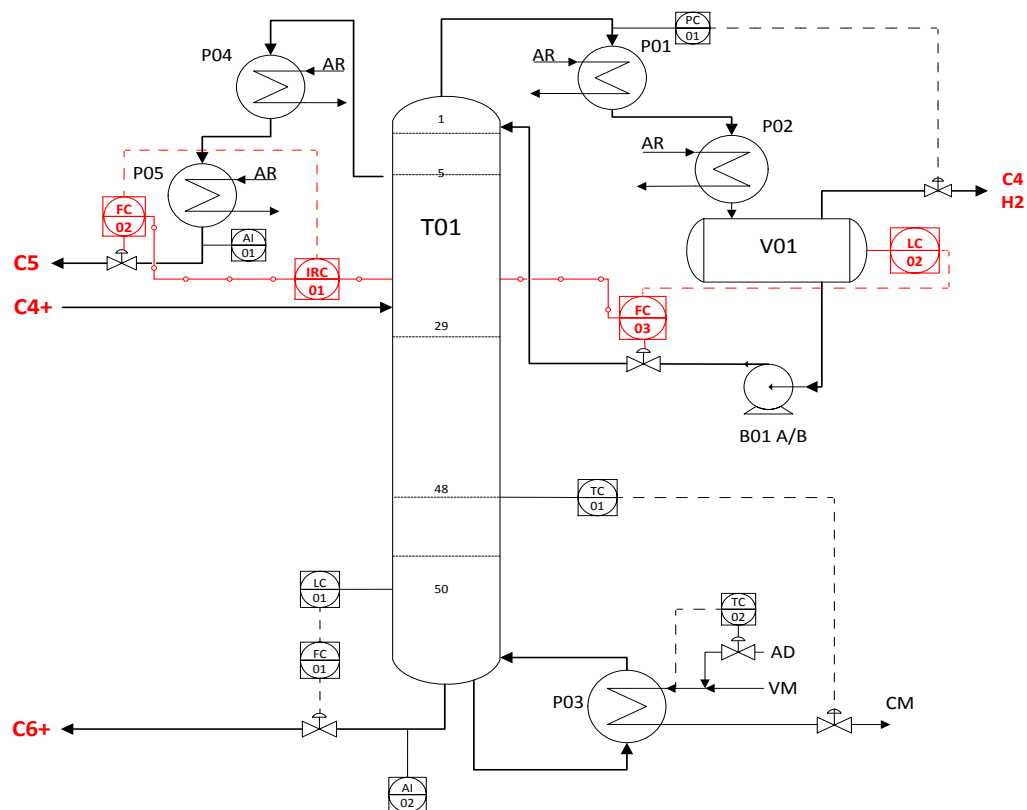 PC
01
P04
P01
AR
AR
1
P02
AR
P05
AR
5
C4
H2
FC
02
T01
V01
LC
02
AI
01
C5
IRC
01
C4+
FC
03
29
B01 A/B
48
TC
01
LC
01
50
TC
02
FC
01
AD
P03
VM
CM
C6+
AI
02